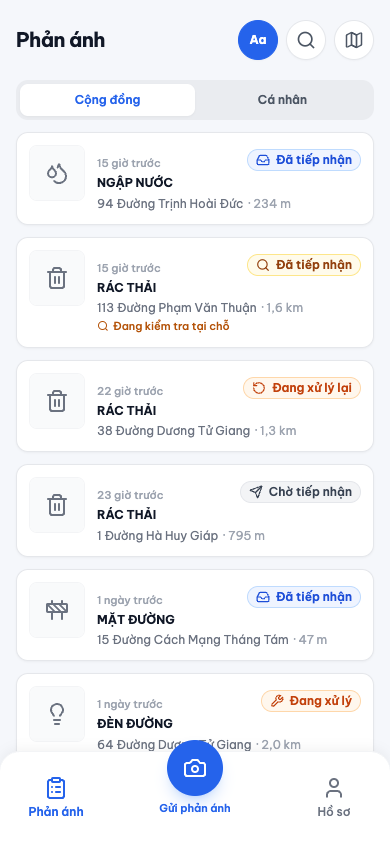 Phản ánh
Aa
Cộng đồng
Cá nhân
15 giờ trước
Đã tiếp nhận
NGẬP NƯỚC
94 Đường Trịnh Hoài Đức · 234 m
15 giờ trước
Đã tiếp nhận
RÁC THẢI
113 Đường Phạm Văn Thuận · 1,6 km
Đang kiểm tra tại chỗ
22 giờ trước
Đang xử lý lại
RÁC THẢI
38 Đường Dương Tử Giang · 1,3 km
23 giờ trước
Chờ tiếp nhận
RÁC THẢI
1 Đường Hà Huy Giáp · 795 m
1 ngày trước
Đã tiếp nhận
MẶT ĐƯỜNG
15 Đường Cách Mạng Tháng Tám · 47 m
1 ngày trước
Đang xử lý
ĐÈN ĐƯỜNG
64 Đường Giang · 2,0 km
Phản ánh
Gửi phản ánh
Hồ sơ